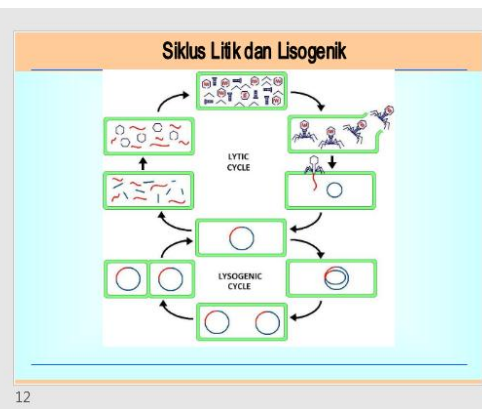 Siklus Litik dan Lisogenik
LYTIC
CYCLE
LYSOGENIC
CYCLE
12